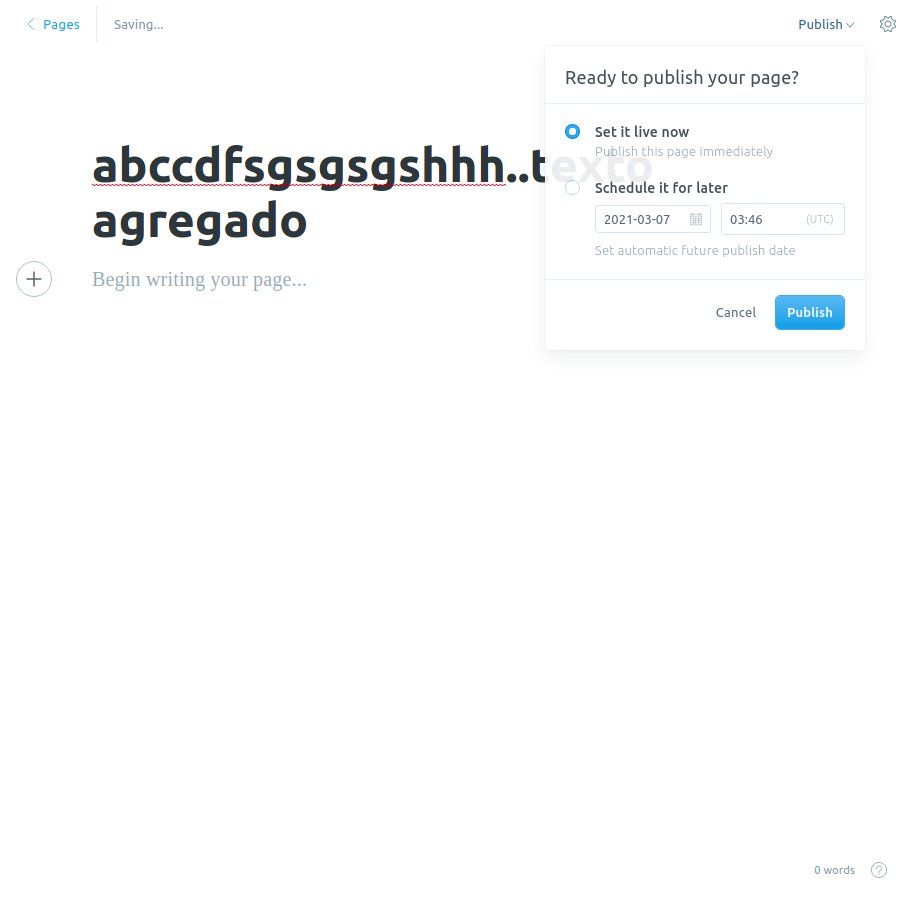 Pages
Saving...
Publish
Ready to publish your page?
Set it live now
Publish this page immediately
Schedule it for later
2021-03-07
03:46
(UTC)
Set automatic future publish date
Cancel
Publish
abccdfsgsgsgshhh..texto
agregado
Begin writing your page...
0 words
?